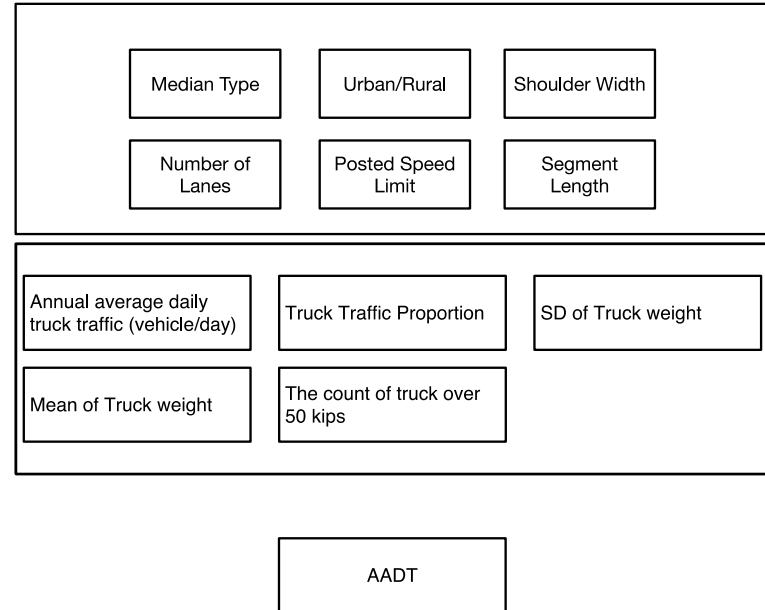 Median Type
Urban/Rural
Shoulder Width
Number of
Lanes
Posted Speed
Limit
Segment
Length
Annual average daily
truck traffic (vehicle/day)
Truck Traffic Proportion
SD of Truck weight
Mean of Truck weight
The count of truck over
50 kips
AADT